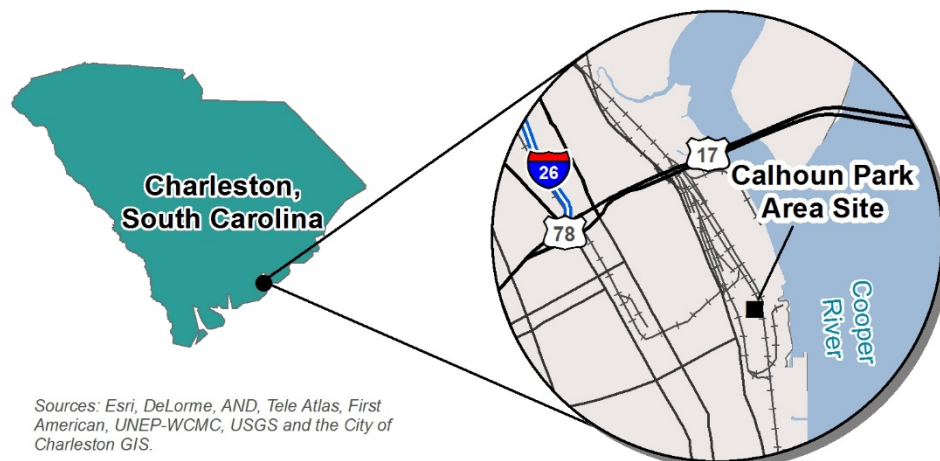 Charleston,
South Carolina
26
17
78
Calhoun Park
Area Site
Cooper
River
Sources: Esri, DeLorme, AND, Tele Atlas, First
American, UNEP-WCMC, USGS and the City of
Charleston GIS.